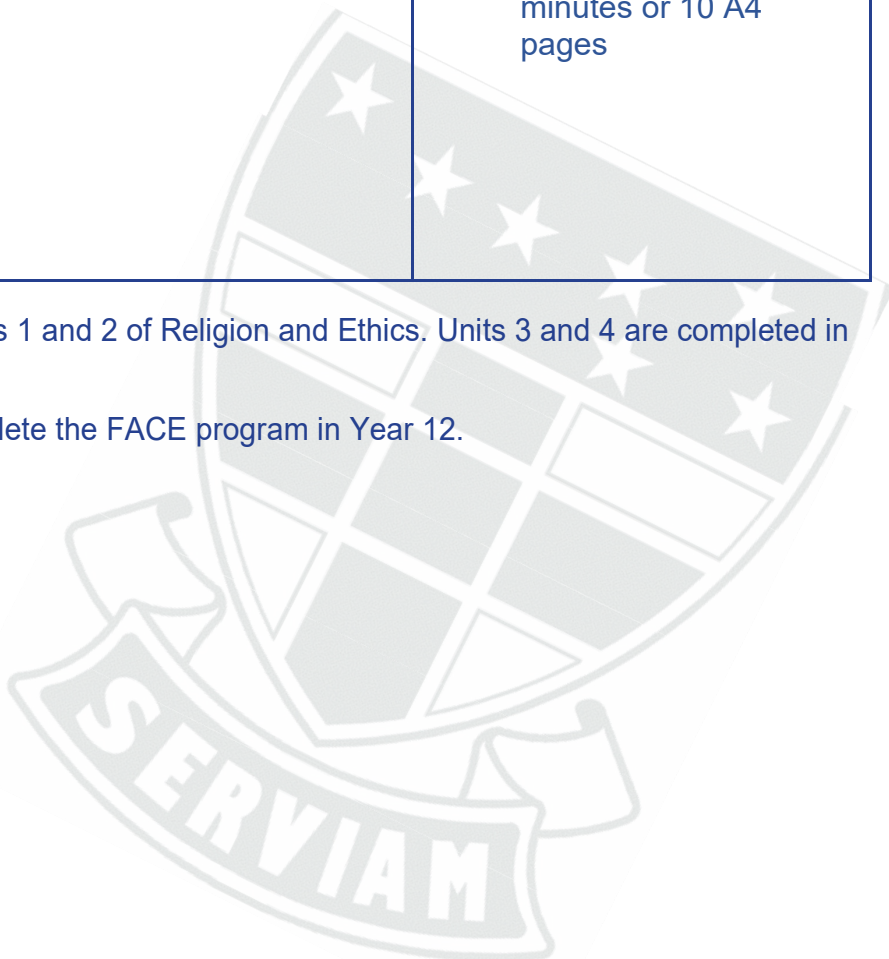 minutes or 10 A4
pages
s 1 and 2 of Religion and Ethics. Units 3 and 4 are completed in
lete the FACE program in Year 12.
SERVIAM